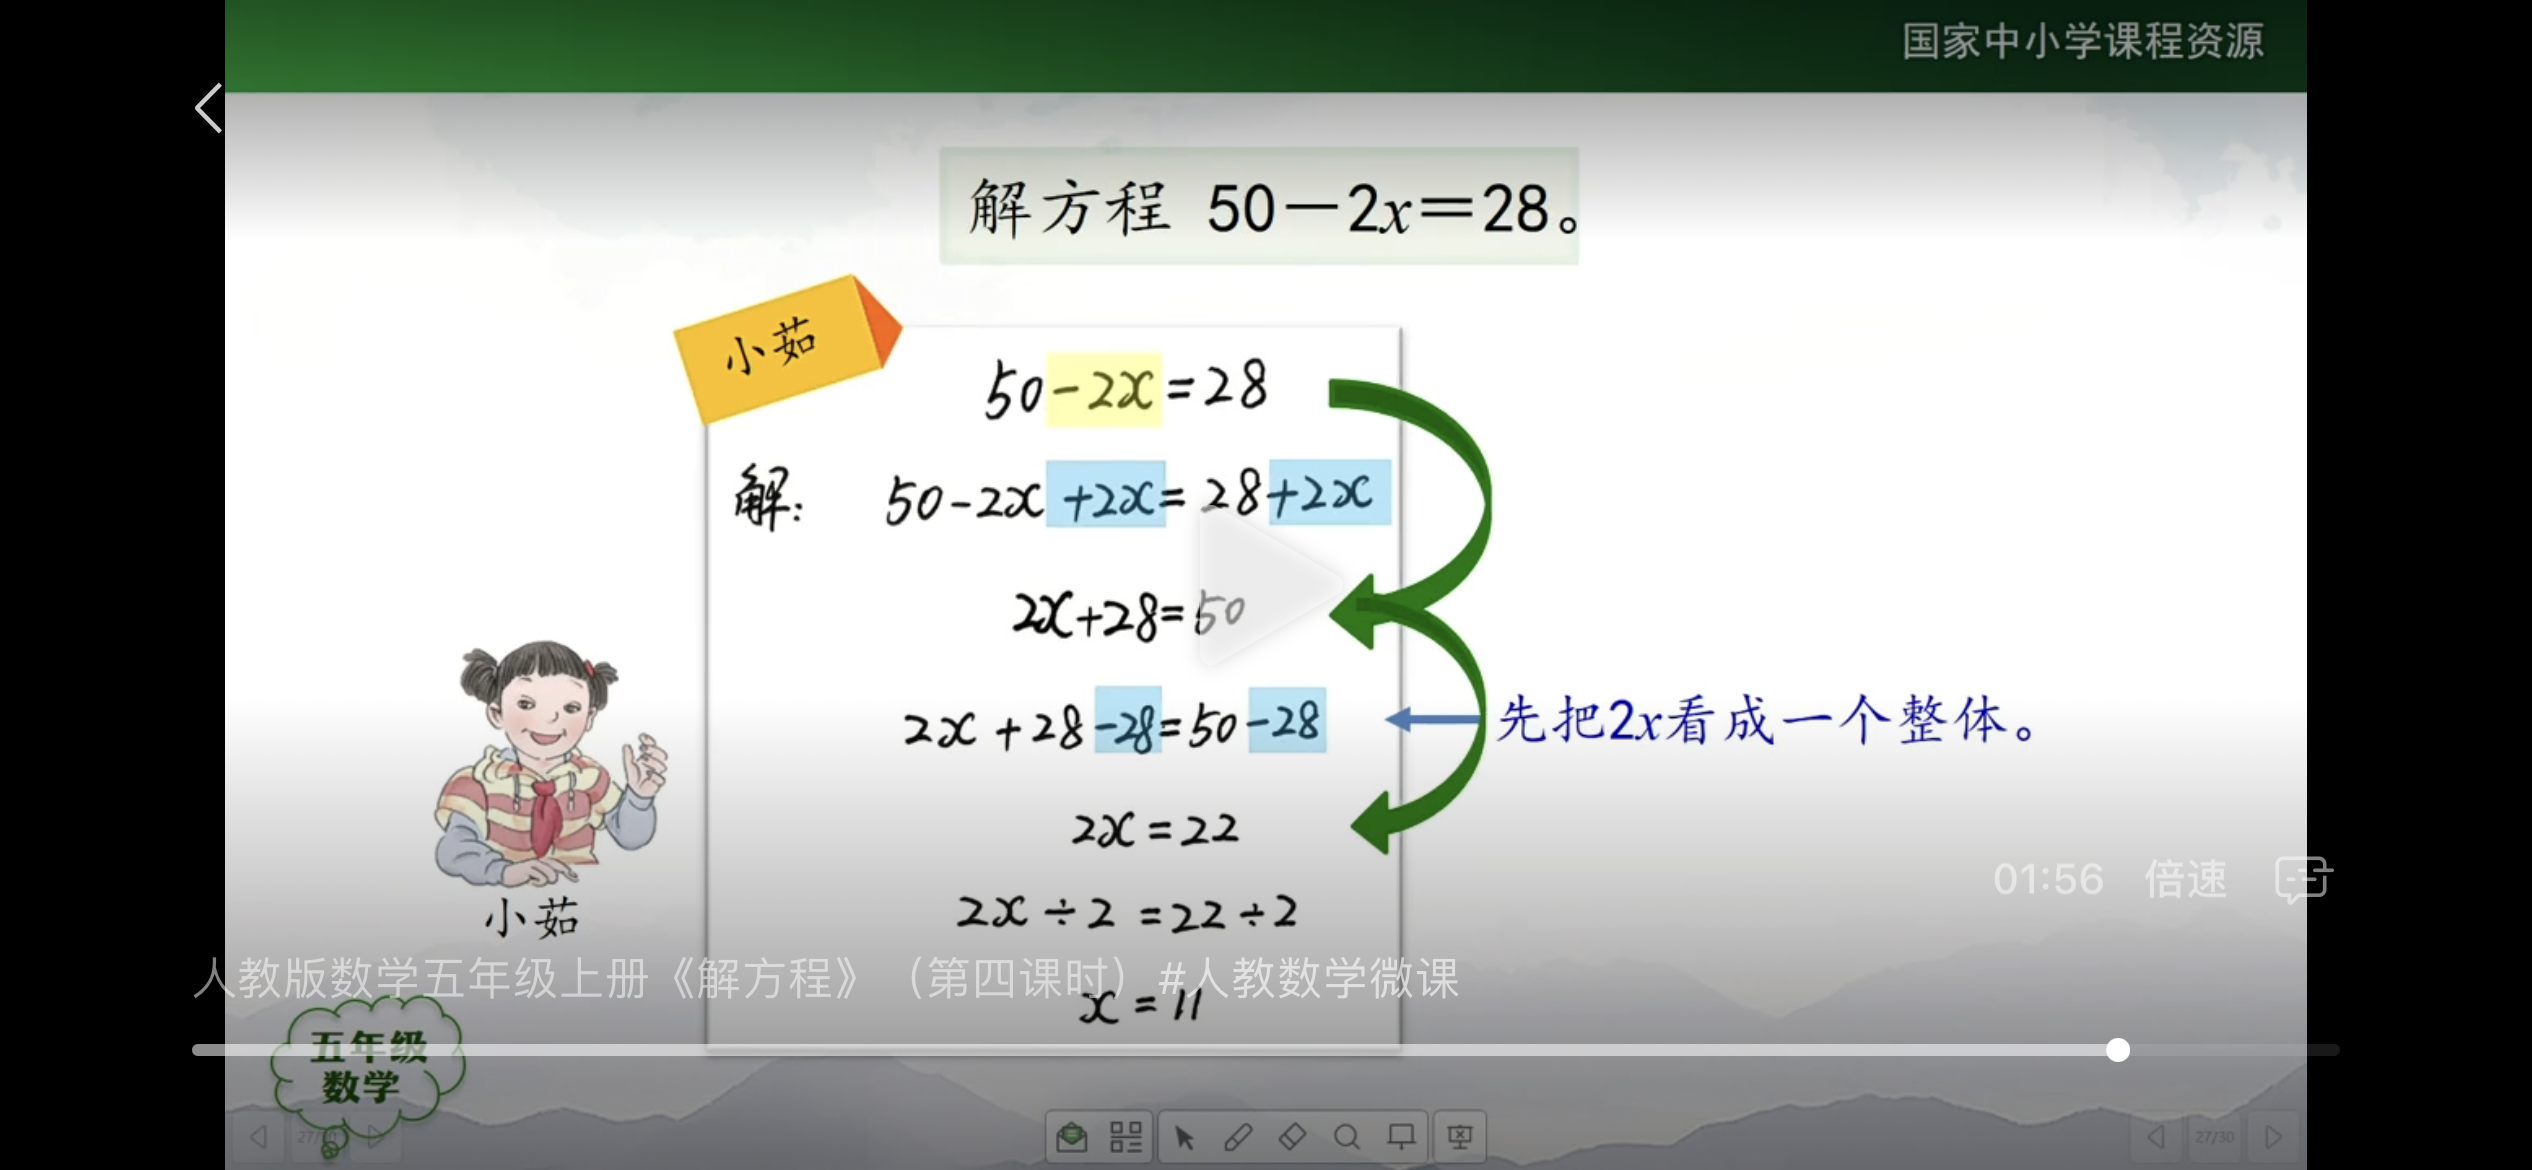 国家中小学课程资源
解方程 50－2x＝28。
小茹
50-2x=28
解: 50-2x+2x=28+2x
2x+28=50
2x+28-28=50-28
先把2x看成一个整体。
2x=22
2x÷2=22÷2
x=11
小茹
01:56 倍速
人教版数学五年级上册《解方程》（第四课时）#人教数学微课
五年级
数学
27/30